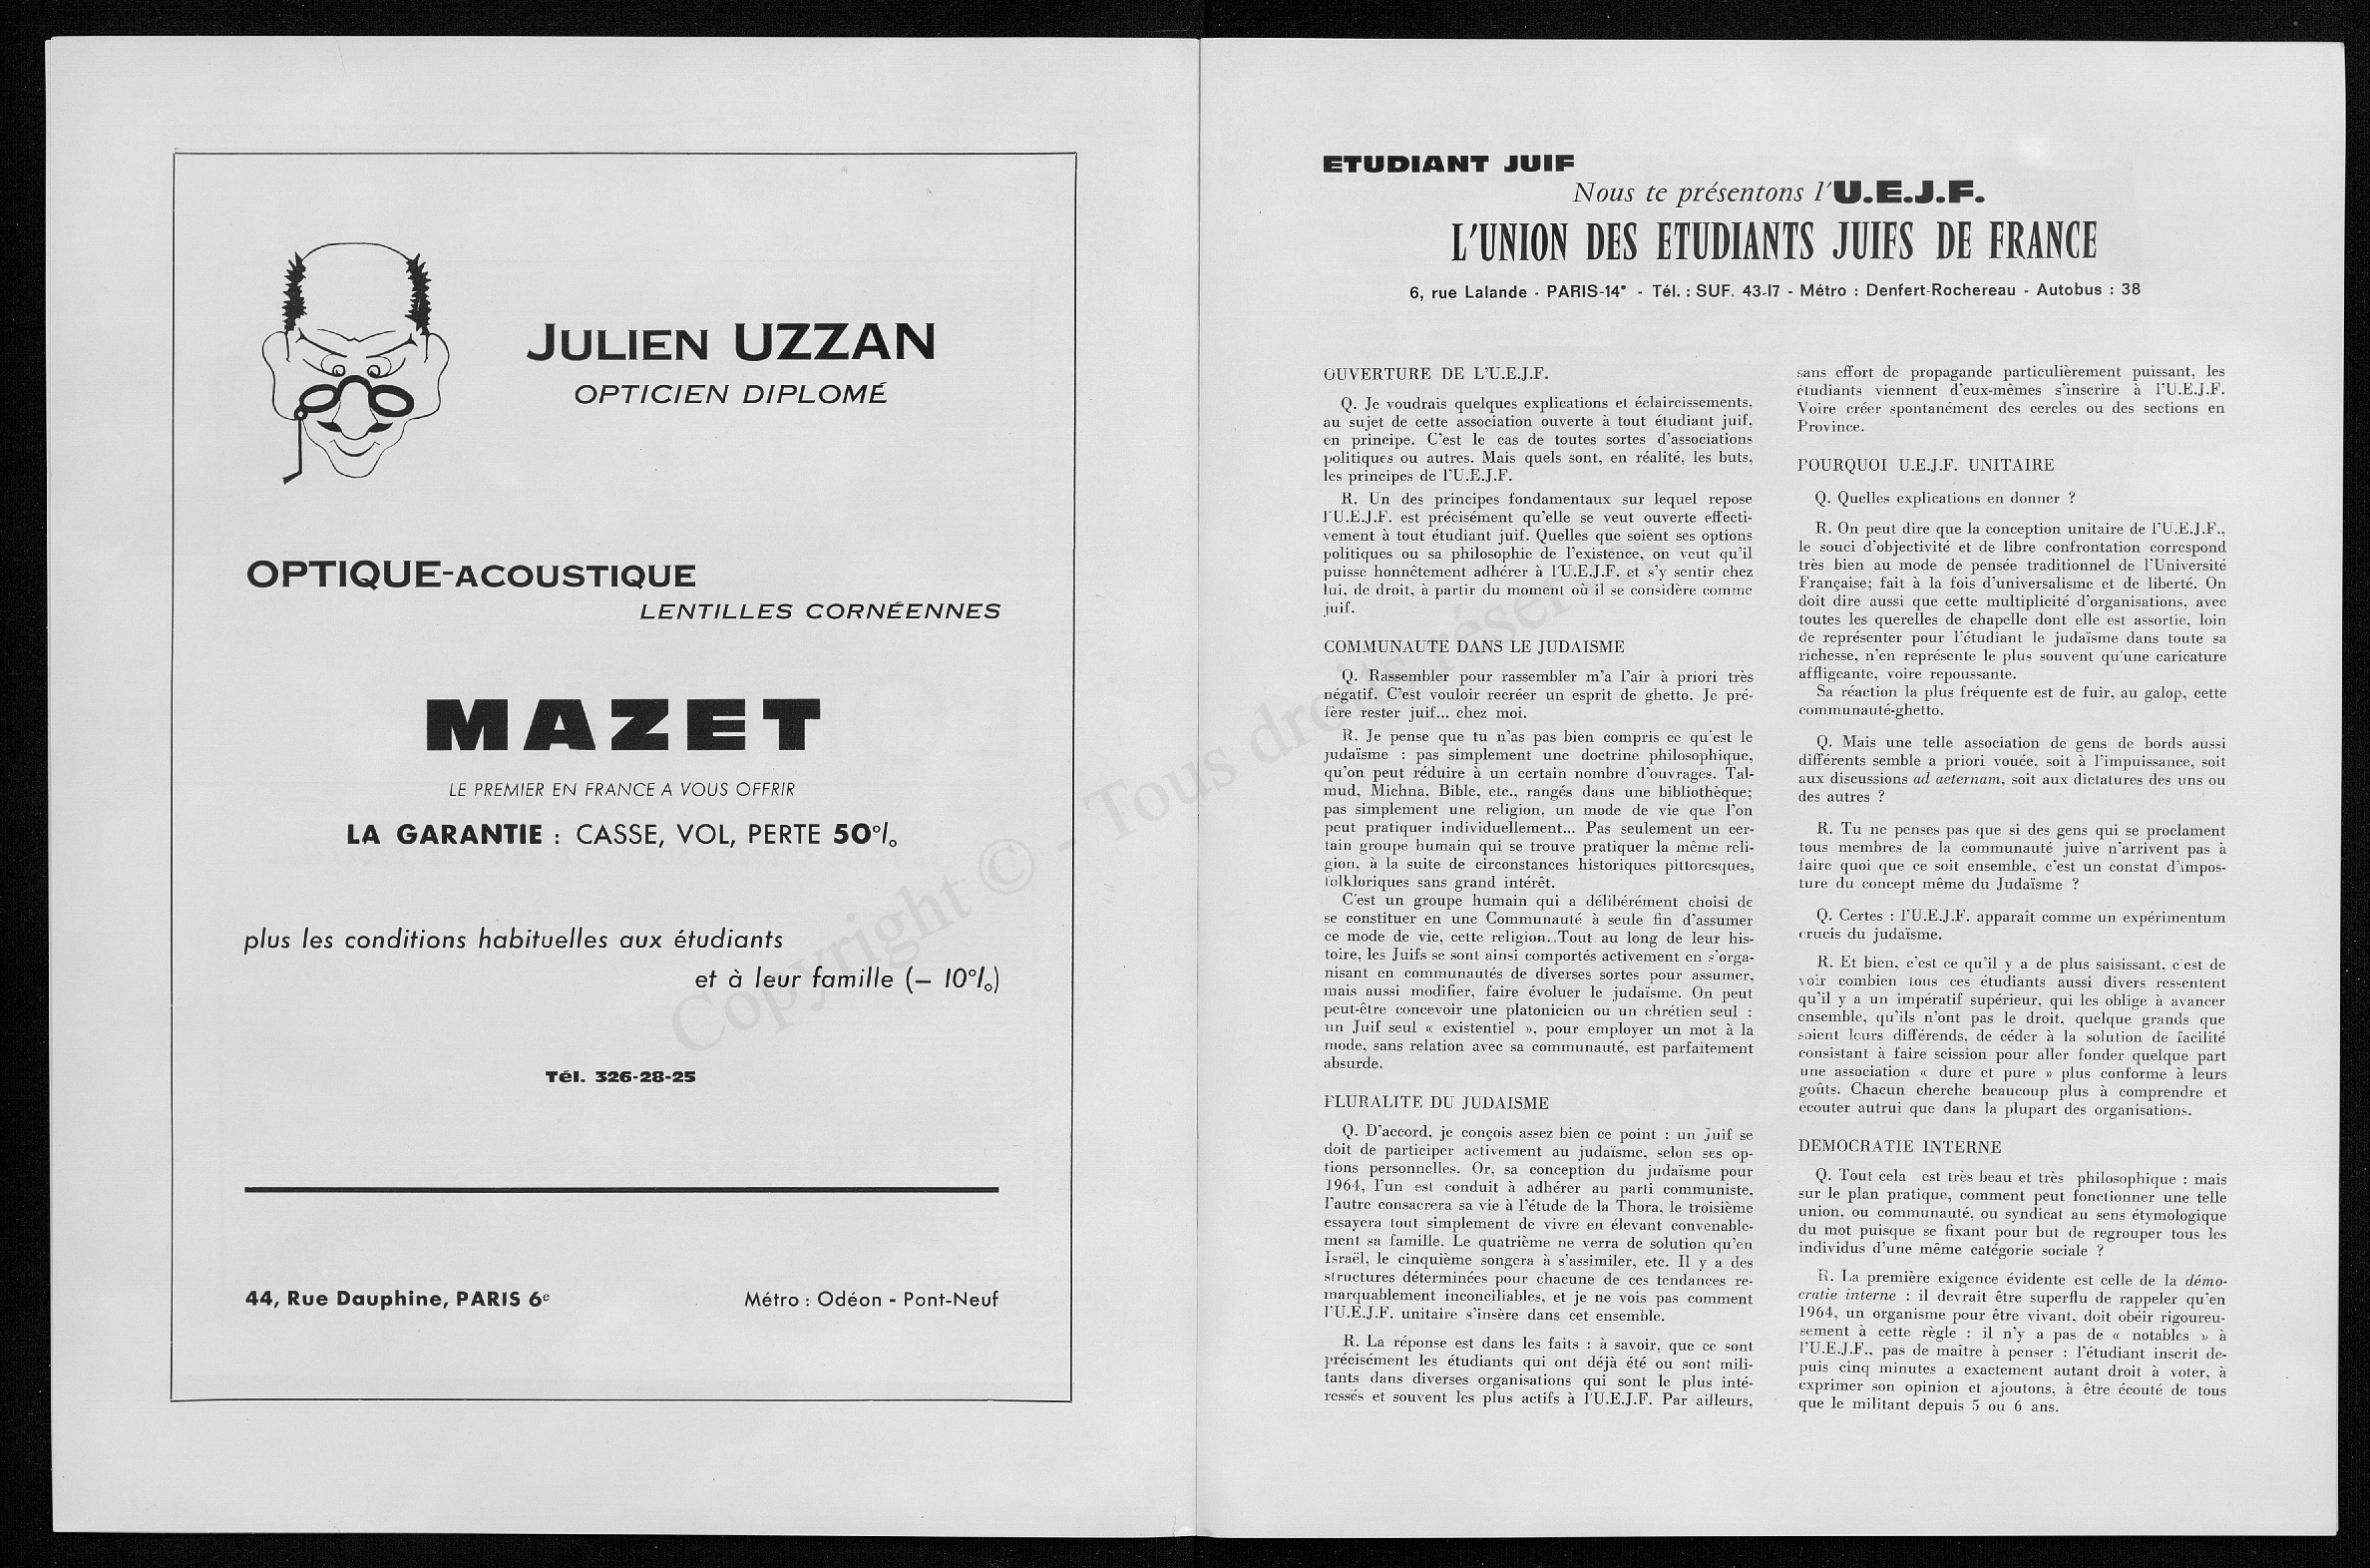 JULIEN UZZAN
OPTICIEN DIPLOMÉ
OPTIQUE-ACOUSTIQUE
LENTILLES CORNÉENNES
MAZET
LE PREMIER EN FRANCE A VOUS OFFRIR
LA GARANTIE : CASSE, VOL, PERTE 50%
plus les conditions habituelles aux étudiants
et à leur famille (– 10%)
Tél. 326-28-25
44, Rue Dauphine, PARIS 6e
Métro : Odéon - Pont-Neuf
ETUDIANT JUIF
Nous te présentons l'U.E.J.F.
L'UNION DES ETUDIANTS JUIFS DE FRANCE
6, rue Lalande - PARIS-14e - Tél. : SUF. 43-17 - Métro : Denfert-Rochereau - Autobus : 38
OUVERTURE DE L'U.E.J.F.
Q. Je voudrais quelques explications et éclaircissements,
au sujet de cette association ouverte à tout étudiant juif,
en principe. C'est le cas de toutes sortes d'associations
politiques ou autres. Mais quels sont, en réalité, les buts,
les principes de l'U.E.J.F.
R. Un des principes fondamentaux sur lequel repose
l'U.E.J.F. est précisément qu'elle se veut ouverte effecti-
vement à tout étudiant juif. Quelles que soient ses options
politiques ou sa philosophie de l'existence, on veut qu'il
puisse honnêtement adhérer à l'U.E.J.F. et s'y sentir chez
lui, de droit, à partir du moment où il se considère comme
juif.
COMMUNAUTE DANS LE JUDAISME
Q. Rassembler pour rassembler m'a l'air à priori très
négatif. C'est vouloir recréer un esprit de ghetto. Je pré-
fère rester juif... chez moi.
R. Je pense que tu n'as pas bien compris ce qu'est le
judaïsme : pas simplement une doctrine philosophique,
qu'on peut réduire à un certain nombre d'ouvrages. Tal-
mud, Michna, Bible, etc., rangés dans une bibliothèque;
pas simplement une religion, un mode de vie que l'on
peut pratiquer individuellement... Pas seulement un cer-
tain groupe humain qui se trouve pratiquer la même reli-
gion, à la suite de circonstances historiques pittoresques,
folkloriques sans grand intérêt.
C'est un groupe humain qui a délibérément choisi de
se constituer en une Communauté à seule fin d'assumer
ce mode de vie, cette religion. Tout au long de leur his-
toire, les Juifs se sont ainsi comportés activement en s'orga-
nisant en communautés de diverses sortes pour assumer,
mais aussi modifier, faire évoluer le judaïsme. On peut
peut-être concevoir une platonicien ou un chrétien seul :
un Juif seul « existentiel », pour employer un mot à la
mode, sans relation avec sa communauté, est parfaitement
absurde.
PLURALITE DU JUDAISME
Q. D'accord, je conçois assez bien ce point : un Juif se
doit de participer activement au judaïsme, selon ses op-
tions personnelles. Or, sa conception du judaïsme pour
1964, l'un est conduit à adhérer au parti communiste,
l'autre consacrera sa vie à l'étude de la Thora, le troisième
essayera tout simplement de vivre en élevant convenable-
ment sa famille. Le quatrième ne verra de solution qu'en
Israël, le cinquième songera à s'assimiler, etc. Il y a des
structures déterminées pour chacune de ces tendances re-
marquablement inconciliables, et je ne vois pas comment
l'U.E.J.F. unitaire s'insère dans cet ensemble.
R. La réponse est dans les faits : à savoir, que ce sont
précisément les étudiants qui ont déjà été ou sont mili-
tants dans diverses organisations qui sont le plus inté-
ressés et souvent les plus actifs à l'U.E.J.F. Par ailleurs,
sans effort de propagande particulièrement puissant, les
étudiants viennent d'eux-mêmes s'inscrire à l'U.E.J.F.
Voire créer spontanément des cercles ou des sections en
Province.
POURQUOI U.E.J.F. UNITAIRE
Q. Quelles explications en donner ?
R. On peut dire que la conception unitaire de l'U.E.J.F.,
le souci d'objectivité et de libre confrontation correspond
très bien au mode de pensée traditionnel de l'Université
Française; fait à la fois d'universalisme et de liberté. On
doit dire aussi que cette multiplicité d'organisations, avec
toutes les querelles de chapelle dont elle est assortie, loin
de représenter pour l'étudiant le judaïsme dans toute sa
richesse, n'en représente le plus souvent qu'une caricature
affligeante, voire repoussante.
Sa réaction la plus fréquente est de fuir, au galop, cette
communauté-ghetto.
Q. Mais une telle association de gens de bords aussi
différents semble a priori vouée, soit à l'impuissance, soit
aux discussions ad aeternam, soit aux dictatures des uns ou
des autres ?
R. Tu ne penses pas que si des gens qui se proclament
tous membres de la communauté juive n'arrivent pas à
faire quoi que ce soit ensemble, c'est un constat d'impos-
ture du concept même du Judaïsme ?
Q. Certes : l'U.E.J.F. apparaît comme un expérimentum
crucis du judaïsme.
R. Et bien, c'est ce qu'il y a de plus saisissant, c'est de
voir combien tous ces étudiants aussi divers ressentent
qu'il y a un impératif supérieur, qui les oblige à avancer
ensemble, qu'ils n'ont pas le droit, quelque grands que
soient leurs différends, de céder à la solution de facilité
consistant à faire scission pour aller fonder quelque part
une association « dure et pure » plus conforme à leurs
goûts. Chacun cherche beaucoup plus à comprendre et
écouter autrui que dans la plupart des organisations.
DEMOCRATIE INTERNE
Q. Tout cela est très beau et très philosophique : mais
sur le plan pratique, comment peut fonctionner une telle
union, ou communauté, ou syndicat au sens étymologique
du mot puisque se fixant pour but de regrouper tous les
individus d'une même catégorie sociale ?
R. La première exigence évidente est celle de la démo-
cratie interne : il devrait être superflu de rappeler qu'en
1964, un organisme pour être vivant, doit obéir rigoureu-
sement à cette règle : il n'y a pas de « notables » à
l'U.E.J.F., pas de maître à penser : l'étudiant inscrit de-
puis cinq minutes a exactement autant droit à voter, à
exprimer son opinion et ajoutons, à être écouté de tous
que le militant depuis 5 ou 6 ans.
Copyright © - Tous droits réservés